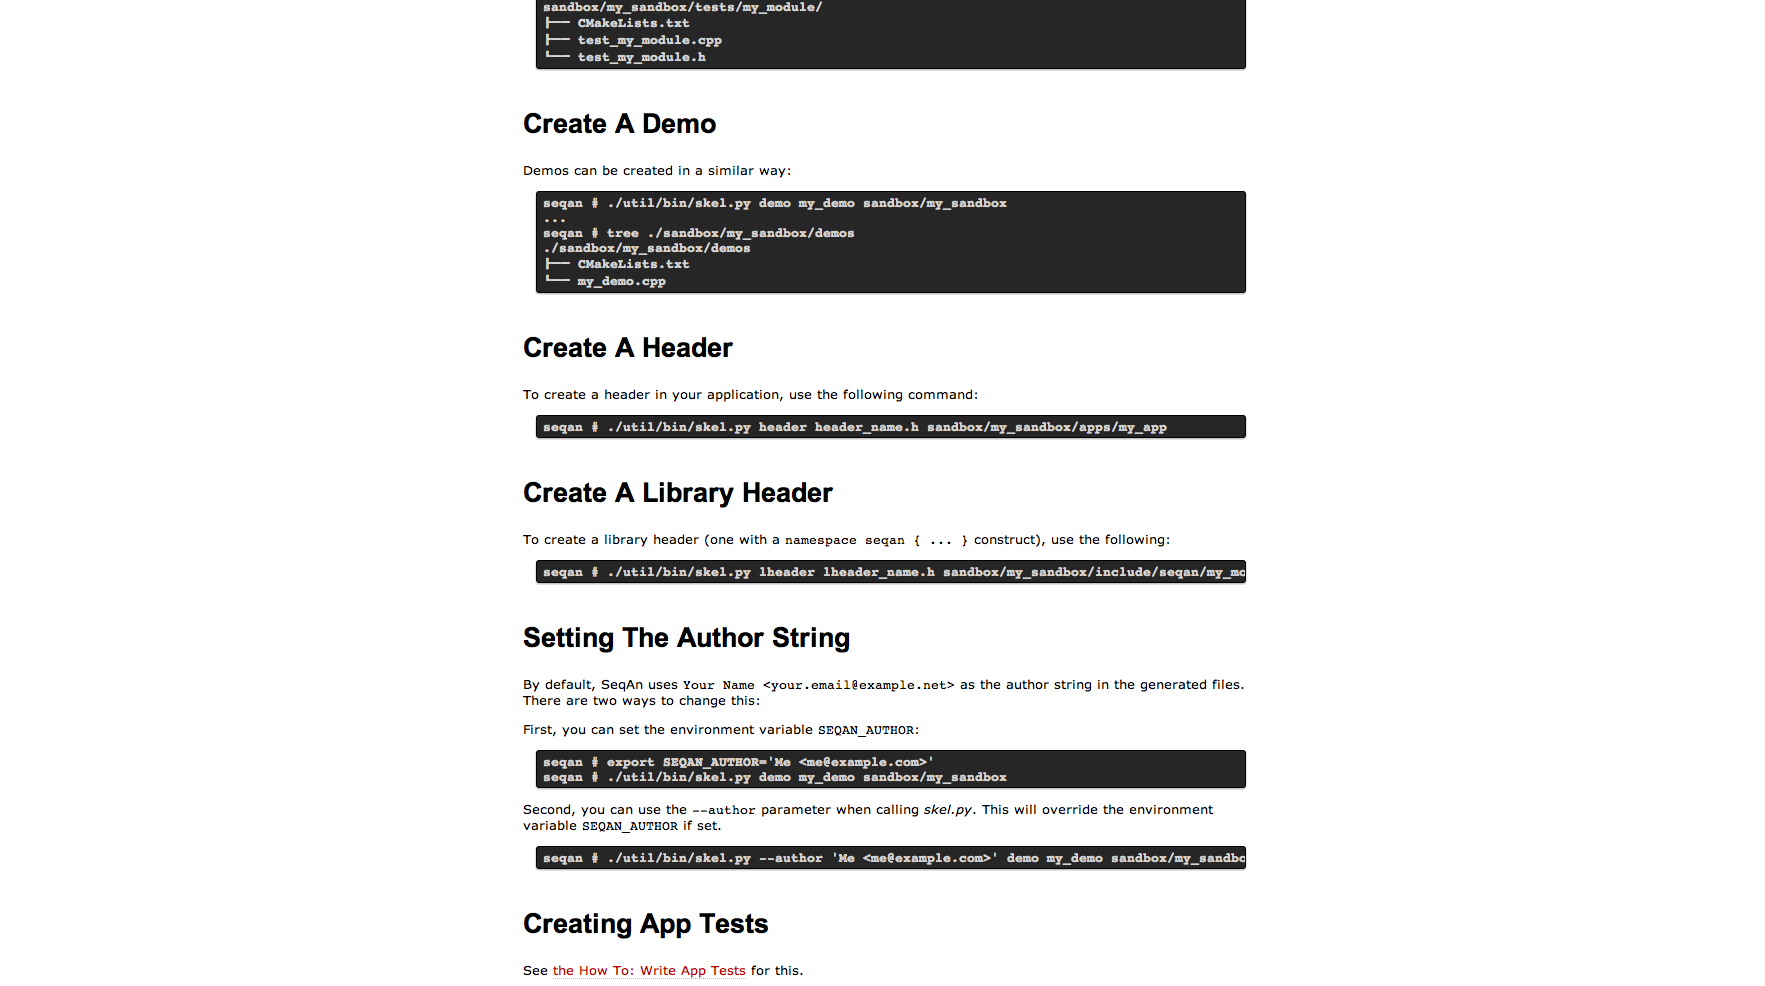 sandbox/my_sandbox/tests/my_module/
├── CMakeLists.txt
├── test_my_module.cpp
└── test_my_module.h
Create A Demo
Demos can be created in a similar way:
seqan # ./util/bin/skel.py demo my_demo sandbox/my_sandbox
...
seqan # tree ./sandbox/my_sandbox/demos
./sandbox/my_sandbox/demos
├── CMakeLists.txt
└── my_demo.cpp
Create A Header
To create a header in your application, use the following command:
seqan # ./util/bin/skel.py header header_name.h sandbox/my_sandbox/apps/my_app
Create A Library Header
To create a library header (one with a namespace seqan { ... } construct), use the following:
seqan # ./util/bin/skel.py lheader lheader_name.h sandbox/my_sandbox/include/seqan/my_mo
Setting The Author String
By default, SeqAn uses Your Name <your.email@example.net> as the author string in the generated files.
There are two ways to change this:
First, you can set the environment variable SEQAN_AUTHOR:
seqan # export SEQAN_AUTHOR='Me <me@example.com>'
seqan # ./util/bin/skel.py demo my_demo sandbox/my_sandbox
Second, you can use the --author parameter when calling skel.py. This will override the environment
variable SEQAN_AUTHOR if set.
seqan # ./util/bin/skel.py --author 'Me <me@example.com>' demo my_demo sandbox/my_sandbo
Creating App Tests
See the How To: Write App Tests for this.